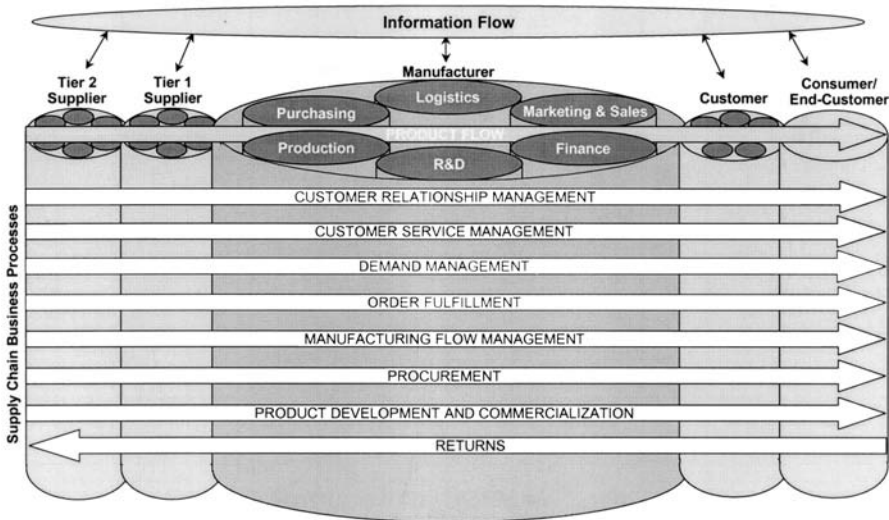 Information Flow
Tier 2
Supplier
Tier 1
Supplier
Manufacturer
Logistics
Purchasing
Marketing & Sales
Customer
Consumer/
End-Customer
PRODUCT FLOW
Production
Finance
R&D
Supply Chain Business Processes
CUSTOMER RELATIONSHIP MANAGEMENT
CUSTOMER SERVICE MANAGEMENT
DEMAND MANAGEMENT
ORDER FULFILLMENT
MANUFACTURING FLOW MANAGEMENT
PROCUREMENT
PRODUCT DEVELOPMENT AND COMMERCIALIZATION
RETURNS